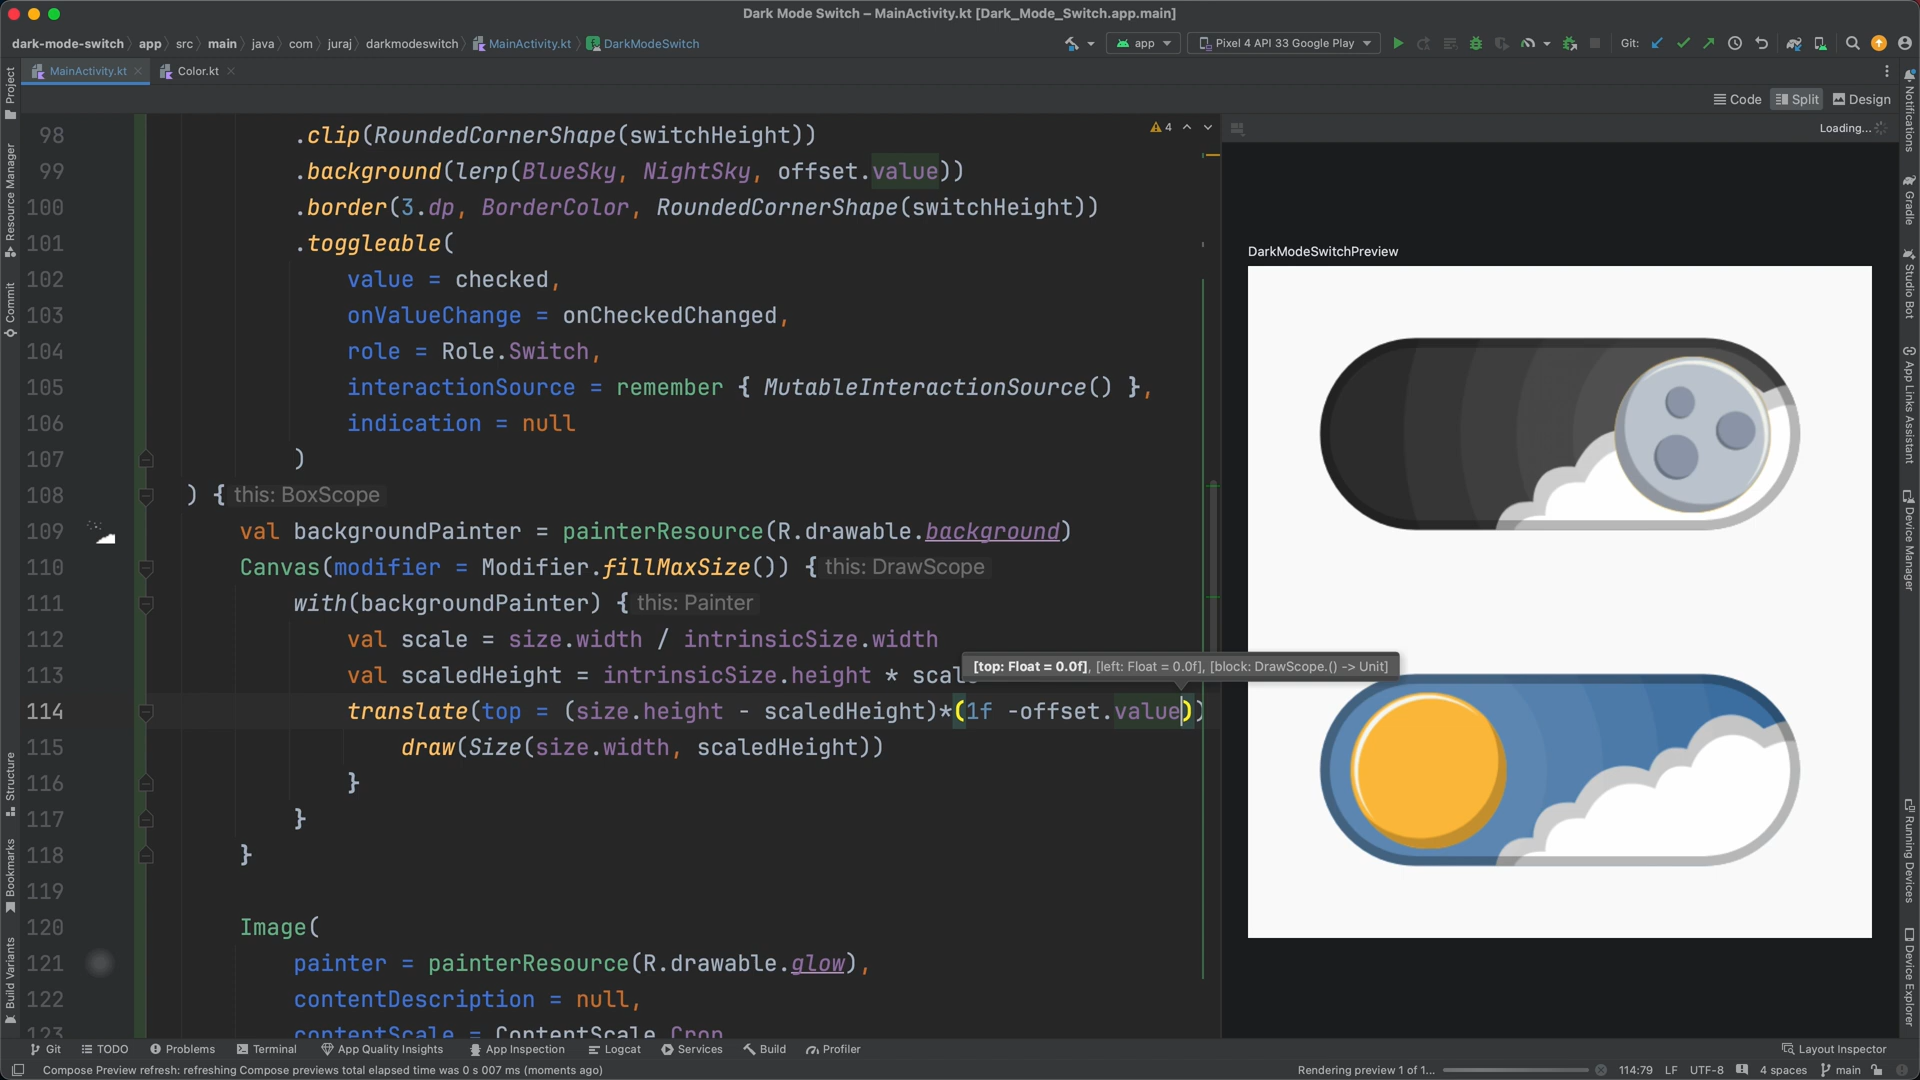 Dark Mode Switch – MainActivity.kt [Dark_Mode_Switch.app.main]
dark-mode-switch app src main java com juraj darkmodeswitch MainActivity.kt DarkModeSwitch
app Pixel 4 API 33 Google Play Git:
MainActivity.kt Color.kt
Code Split Design
98 .clip(RoundedCornerShape(switchHeight))
99 .background(lerp(BlueSky, NightSky, offset.value))
100 .border(3.dp, BorderColor, RoundedCornerShape(switchHeight))
101 .toggleable(
102 value = checked,
103 onValueChange = onCheckedChanged,
104 role = Role.Switch,
105 interactionSource = remember { MutableInteractionSource() },
106 indication = null
107 )
108 ) { this: BoxScope
109 val backgroundPainter = painterResource(R.drawable.background)
110 Canvas(modifier = Modifier.fillMaxSize()) { this: DrawScope
111 with(backgroundPainter) { this: Painter
112 val scale = size.width / intrinsicSize.width
113 val scaledHeight = intrinsicSize.height * scale
[top: Float = 0.0f], [left: Float = 0.0f], [block: DrawScope.() -> Unit]
114 translate(top = (size.height - scaledHeight)*(1f -offset.value))
115 draw(Size(size.width, scaledHeight))
116 }
117 }
118 }
119
120 Image(
121 painter = painterResource(R.drawable.glow),
122 contentDescription = null,
123 contentScale = ContentScale.Crop
4
Loading...
DarkModeSwitchPreview
Project
Resource Manager
Commit
Structure
Bookmarks
Build Variants
Notifications
Gradle
Studio Bot
App Links Assistant
Device Manager
Running Devices
Device Explorer
Git TODO Problems Terminal App Quality Insights App Inspection Logcat Services Build Profiler Layout Inspector
Compose Preview refresh: refreshing Compose previews total elapsed time was 0 s 007 ms (moments ago) Rendering preview 1 of 1... 114:79 LF UTF-8 4 spaces main